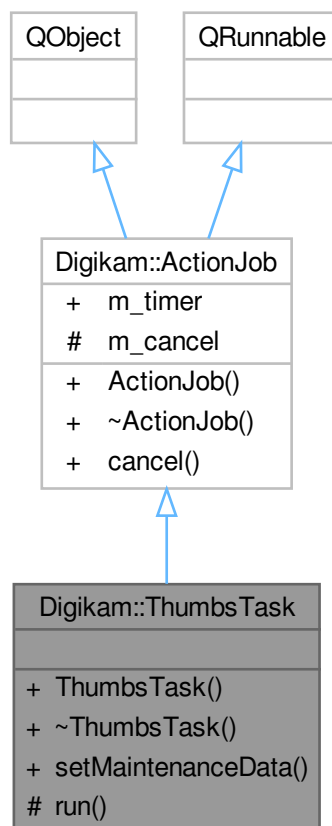 QObject
QRunnable
Digikam::ActionJob
+ m_timer
# m_cancel
+ ActionJob()
+ ~ActionJob()
+ cancel()
Digikam::ThumbsTask
+ ThumbsTask()
+ ~ThumbsTask()
+ setMaintenanceData()
# run()